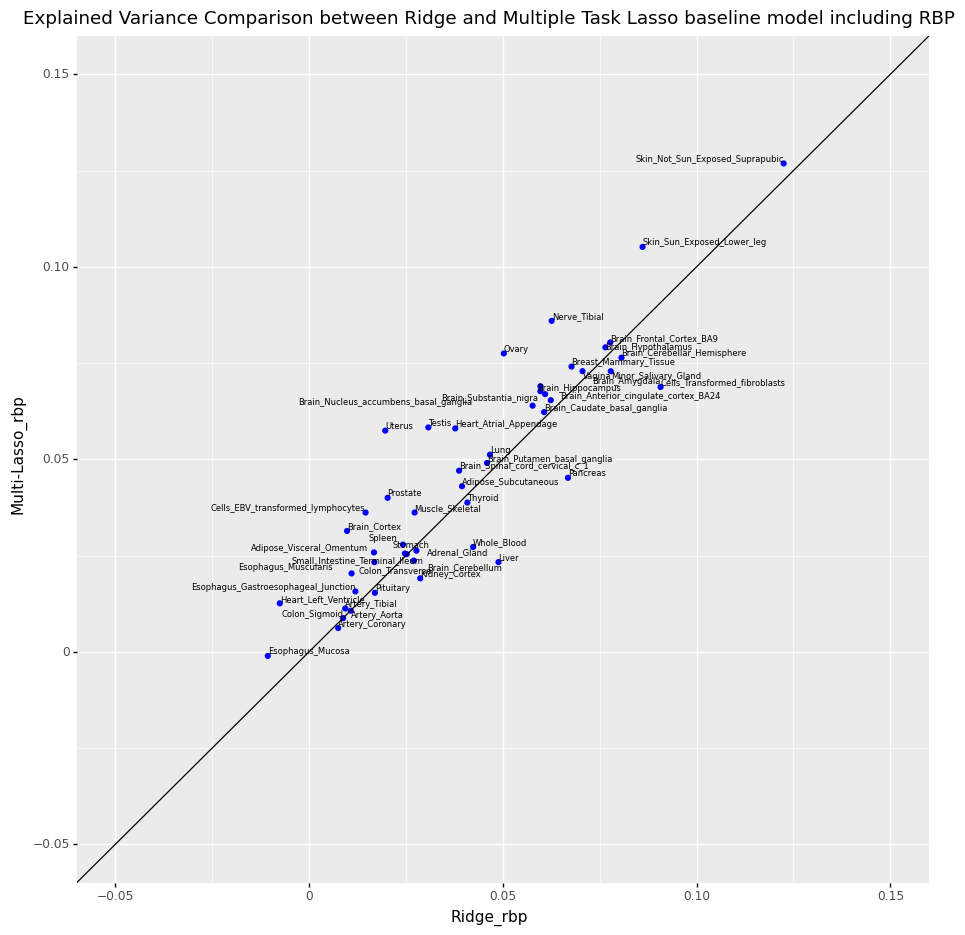 Explained Variance Comparison between Ridge and Multiple Task Lasso baseline model including RBP
0.15
Skin_Not_Sun_Exposed_Suprapubic
Skin_Sun_Exposed_Lower_leg
0.10
Nerve_Tibial
Brain_Frontal_Cortex_BA9
Brain_Hypothalamus
Ovary
Brain_Cerebellar_Hemisphere
Breast_Mammary_Tissue
Vagina
Minor_Salivary_Gland
Brain_Amygdala
Cells_Transformed_fibroblasts
Brain_Hippocampus
Brain_Substantia_nigra
Brain_Anterior_cingulate_cortex_BA24
Brain_Nucleus_accumbens_basal_ganglia
Brain_Caudate_basal_ganglia
Uterus
Testis
Heart_Atrial_Appendage
Lung
0.05
Brain_Putamen_basal_ganglia
Brain_Spinal_cord_cervical_c_1
Pancreas
Adipose_Subcutaneous
Prostate
Thyroid
Cells_EBV_transformed_lymphocytes
Muscle_Skeletal
Brain_Cortex
Spleen
Stomach
Whole_Blood
Adipose_Visceral_Omentum
Adrenal_Gland
Small_Intestine_Terminal_Ileum
Liver
Esophagus_Muscularis
Colon_Transverse
Brain_Cerebellum
Kidney_Cortex
Esophagus_Gastroesophageal_Junction
Pituitary
Heart_Left_Ventricle
Artery_Tibial
Colon_Sigmoid
Artery_Aorta
Artery_Coronary
Esophagus_Mucosa
0
−0.05
−0.05
0
0.05
0.10
0.15
Ridge_rbp
Multi-Lasso_rbp